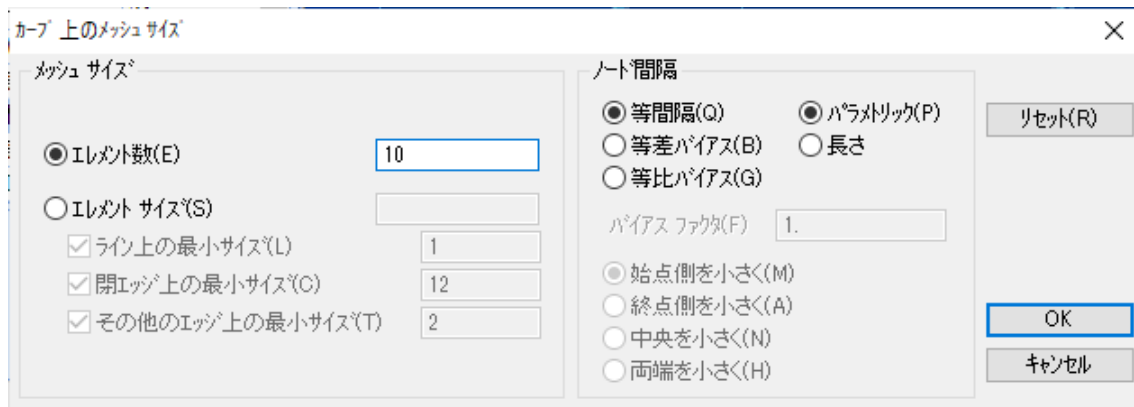 カーブ 上のメッシュ サイズ
メッシュ サイズ
エレメント数(E)
10
エレメント サイズ(S)
ライン上の最小サイズ(L)
1
閉エッジ上の最小サイズ(C)
12
その他のエッジ上の最小サイズ(T)
2
ノード間隔
等間隔(Q)
パラメトリック(P)
等差バイアス(B)
長さ
等比バイアス(G)
バイアス ファクタ(F)
1.
始点側を小さく(M)
終点側を小さく(A)
中央を小さく(N)
両端を小さく(H)
リセット(R)
OK
キャンセル